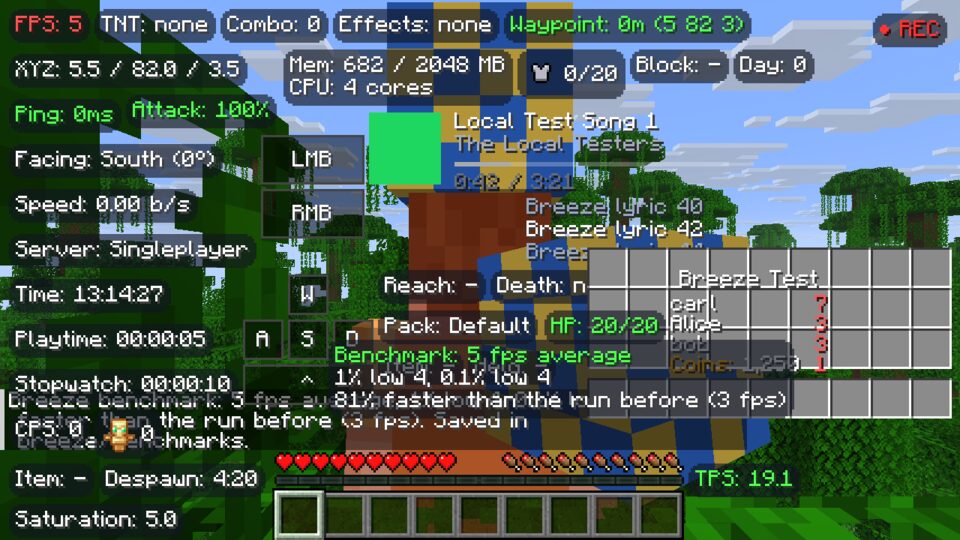 FPS: 5
TNT: none
Combo: 0
Effects: none
Waypoint: 0m (5 82 3)
REC
XYZ: 5.5 / 82.0 / 3.5
Mem: 682 / 2048 MB
CPU: 4 cores
0/20
Block: -
Day: 0
Ping: 0ms
Attack: 100%
Local Test Song 1
The Local Testers
0:42 / 3:21
Facing: South (0°)
LMB
Speed: 0.00 b/s
RMB
Breeze lyric 40
Breeze lyric 42
Breeze
Server: Singleplayer
Reach: -
Death: n
Breeze Test
carl 7
Alice 3
bob 3
Coins: 1,250 1
Time: 13:14:27
W
Playtime: 00:00:05
A
S
D
Pack: Default
HP: 20/20
Benchmark: 5 fps average
1% low 4, 0.1% low 4
81% faster than the run before (3 fps)
Stopwatch: 00:00:10
^
Breeze benchmark: 5 fps
faster than the run before (3 fps). Saved in
CPS: 0
0
Item: -
Despawn: 4:20
TPS: 19.1
Saturation: 5.0